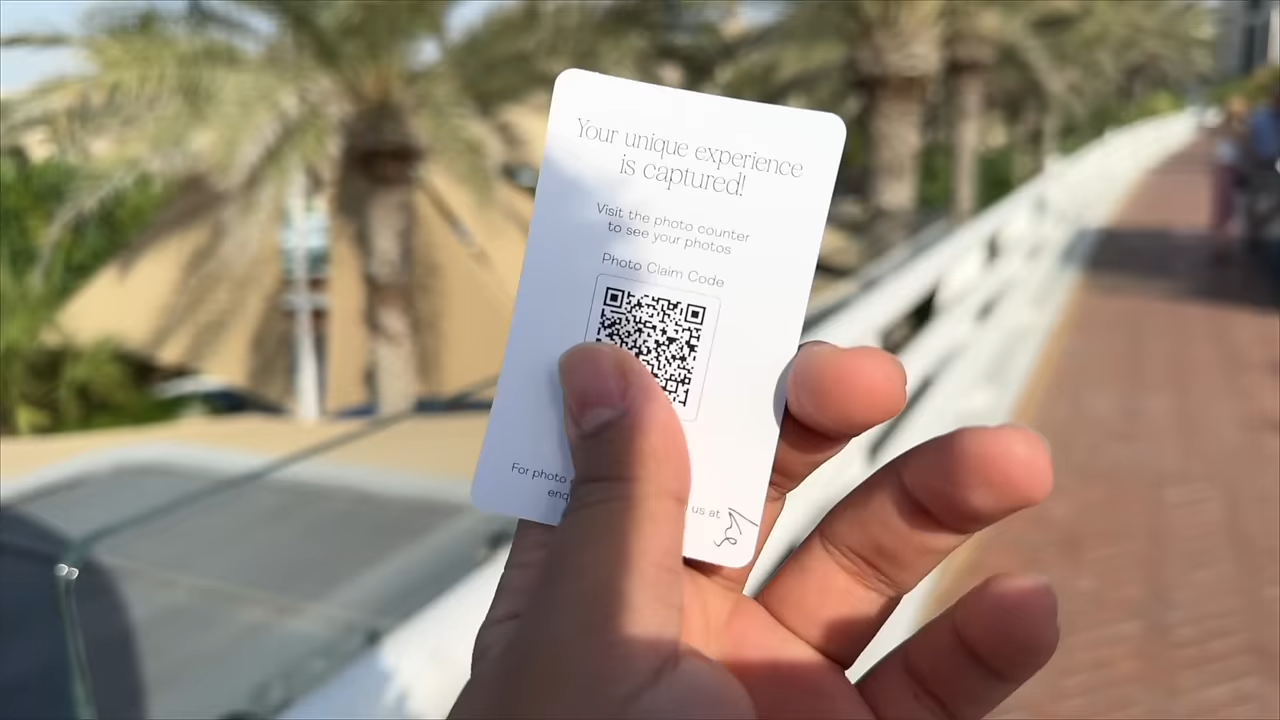 Your unique experience
is captured!
Visit the photo counter
to see your photos
Photo Claim Code
For photo
us at